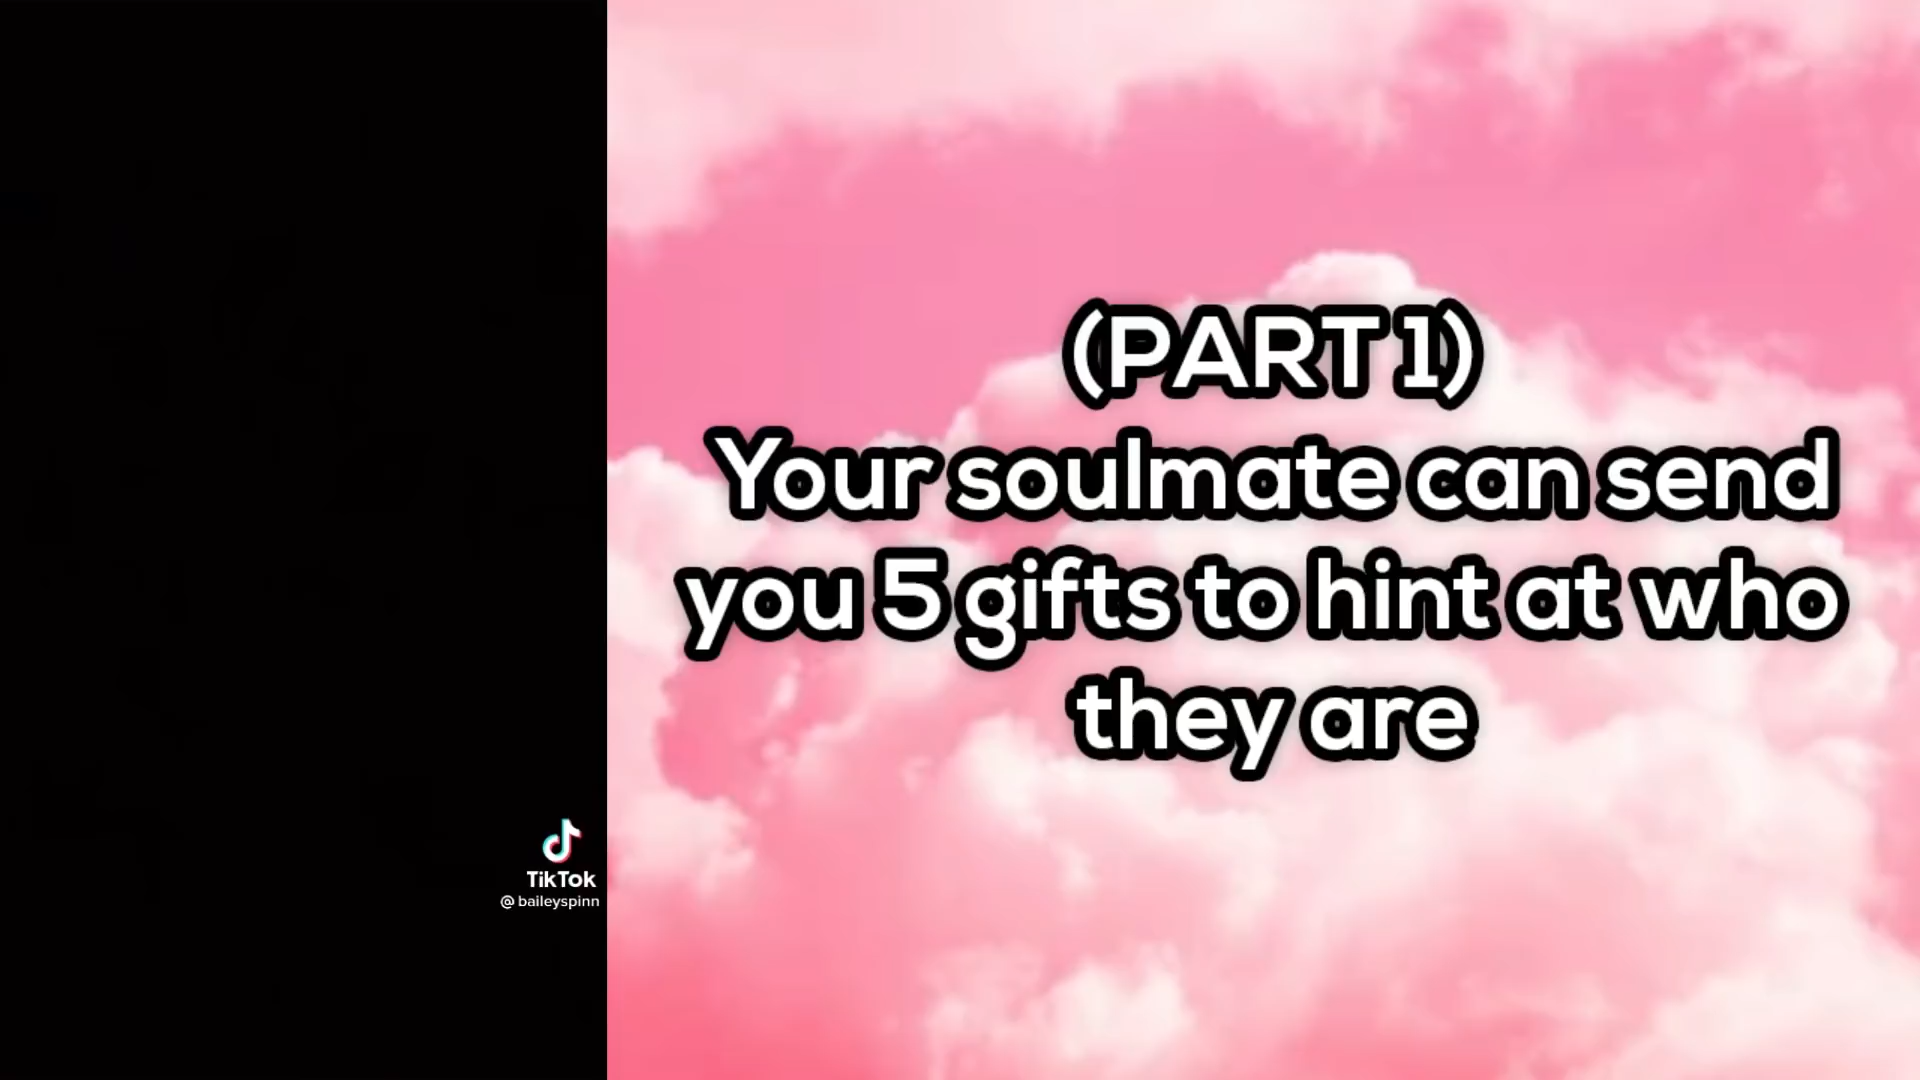 (PART 1)
Your soulmate can send
you 5 gifts to hint at who
they are
TikTok
@baileyspinn